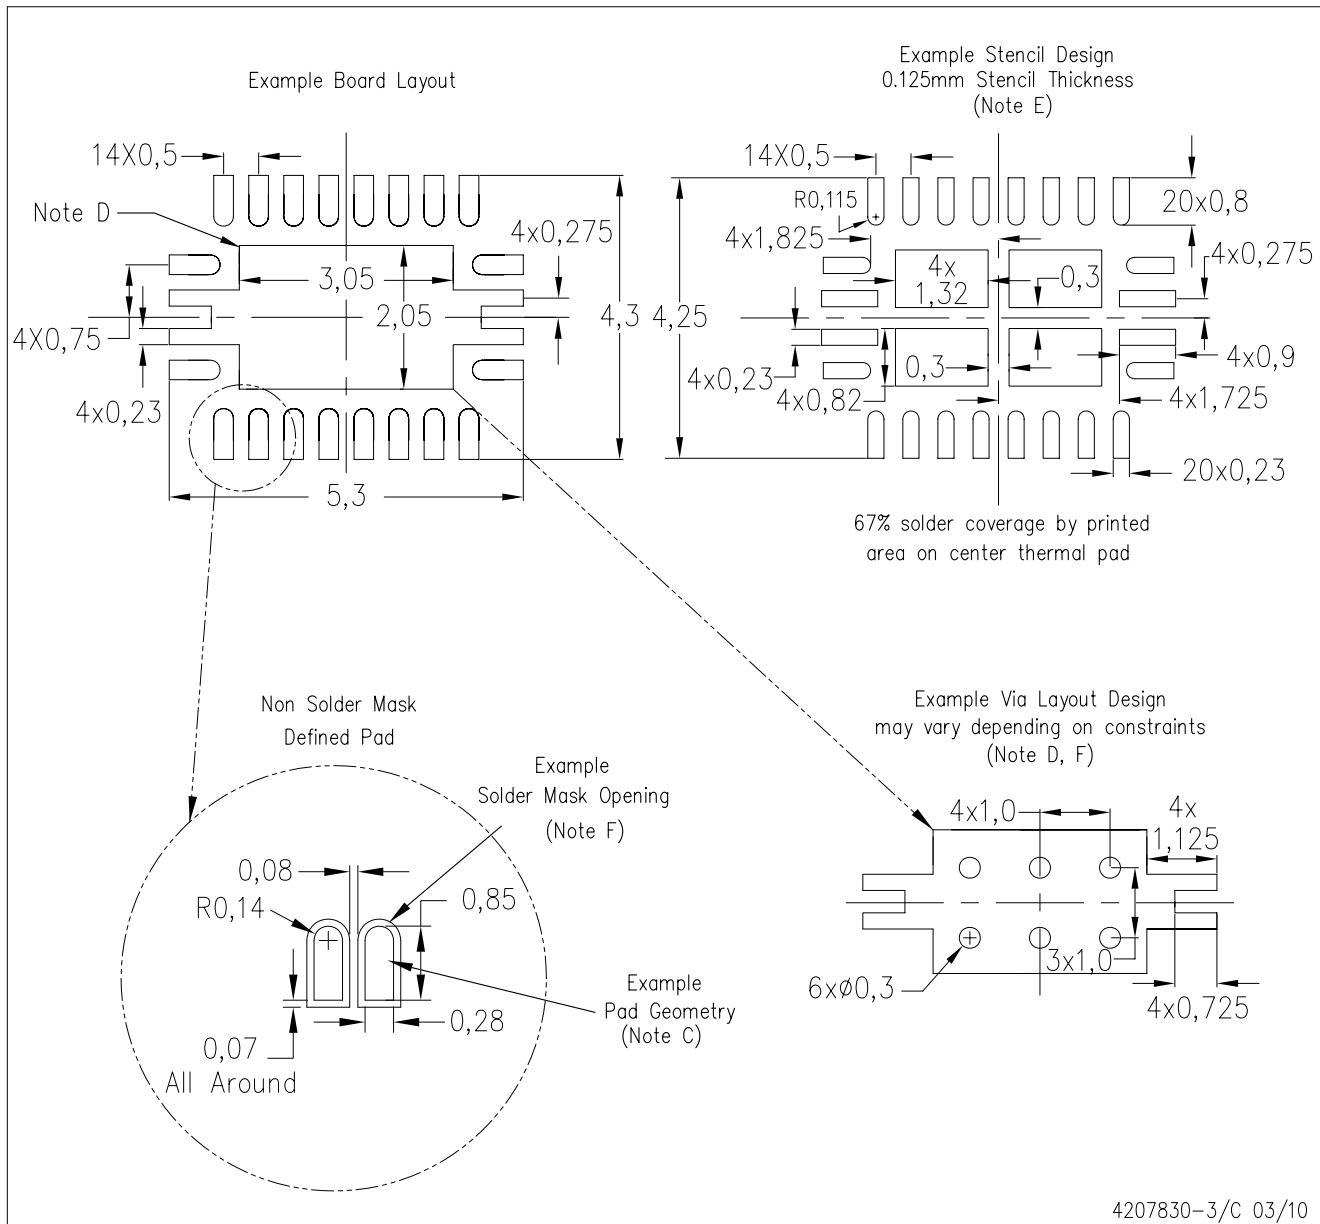 Example Board Layout
14X0,5
Note D
4x0,275
3,05
2,05
4,3
4X0,75
4x0,23
5,3
Example Stencil Design
0.125mm Stencil Thickness
(Note E)
14X0,5
R0,115
20x0,8
4x1,825
4x0,275
4x
1,32
0,3
4,25
0,3
4x0,9
4x0,23
4x0,82
4x1,725
20x0,23
67% solder coverage by printed
area on center thermal pad
Non Solder Mask
Defined Pad
Example
Solder Mask Opening
(Note F)
0,08
R0,14
0,85
Example
Pad Geometry
(Note C)
0,28
0,07
All Around
Example Via Layout Design
may vary depending on constraints
(Note D, F)
4x1,0
4x
1,125
3x1,0
6xø0,3
4x0,725
4207830-3/C 03/10